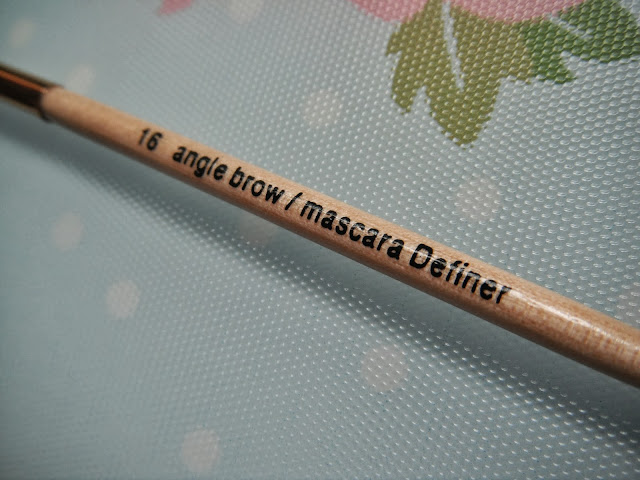 16 angle brow / mascara Definer